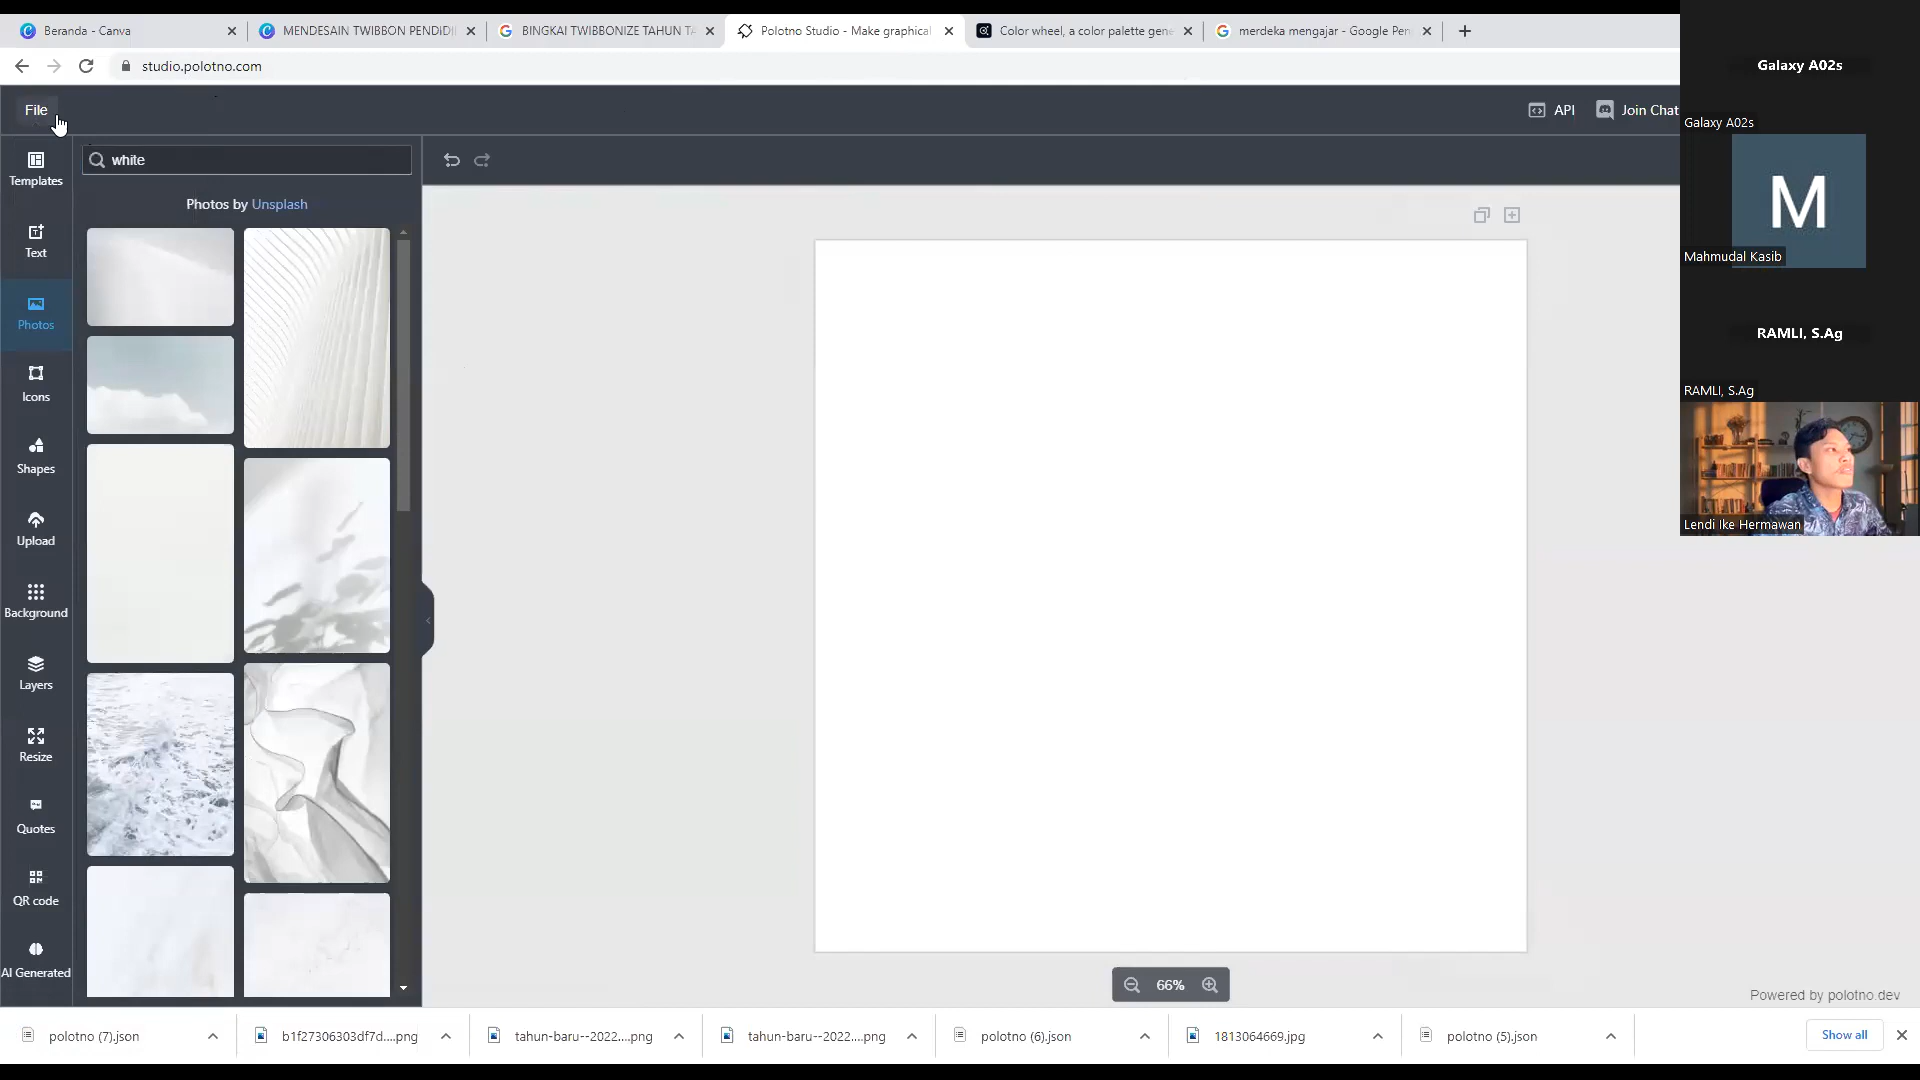 Beranda - Canva
MENDESAIN TWIBBON PENDIDI
BINGKAI TWIBBONIZE TAHUN
Polotno Studio - Make graphical
Color wheel, a color palette gene
merdeka mengajar - Google Pen
studio.polotno.com
File
API
Join Chat
Templates
Text
Photos
Icons
Shapes
Upload
Background
Layers
Resize
Quotes
QR code
AI Generated
white
Photos by Unsplash
66%
Powered by polotno.dev
Galaxy A02s
Galaxy A02s
M
Mahmudal Kasib
RAMLI, S.Ag
RAMLI, S.Ag
Lendi Ike Hermawan
polotno (7).json
b1f27306303df7d....png
tahun-baru--2022....png
tahun-baru--2022....png
polotno (6).json
1813064669.jpg
polotno (5).json
Show all